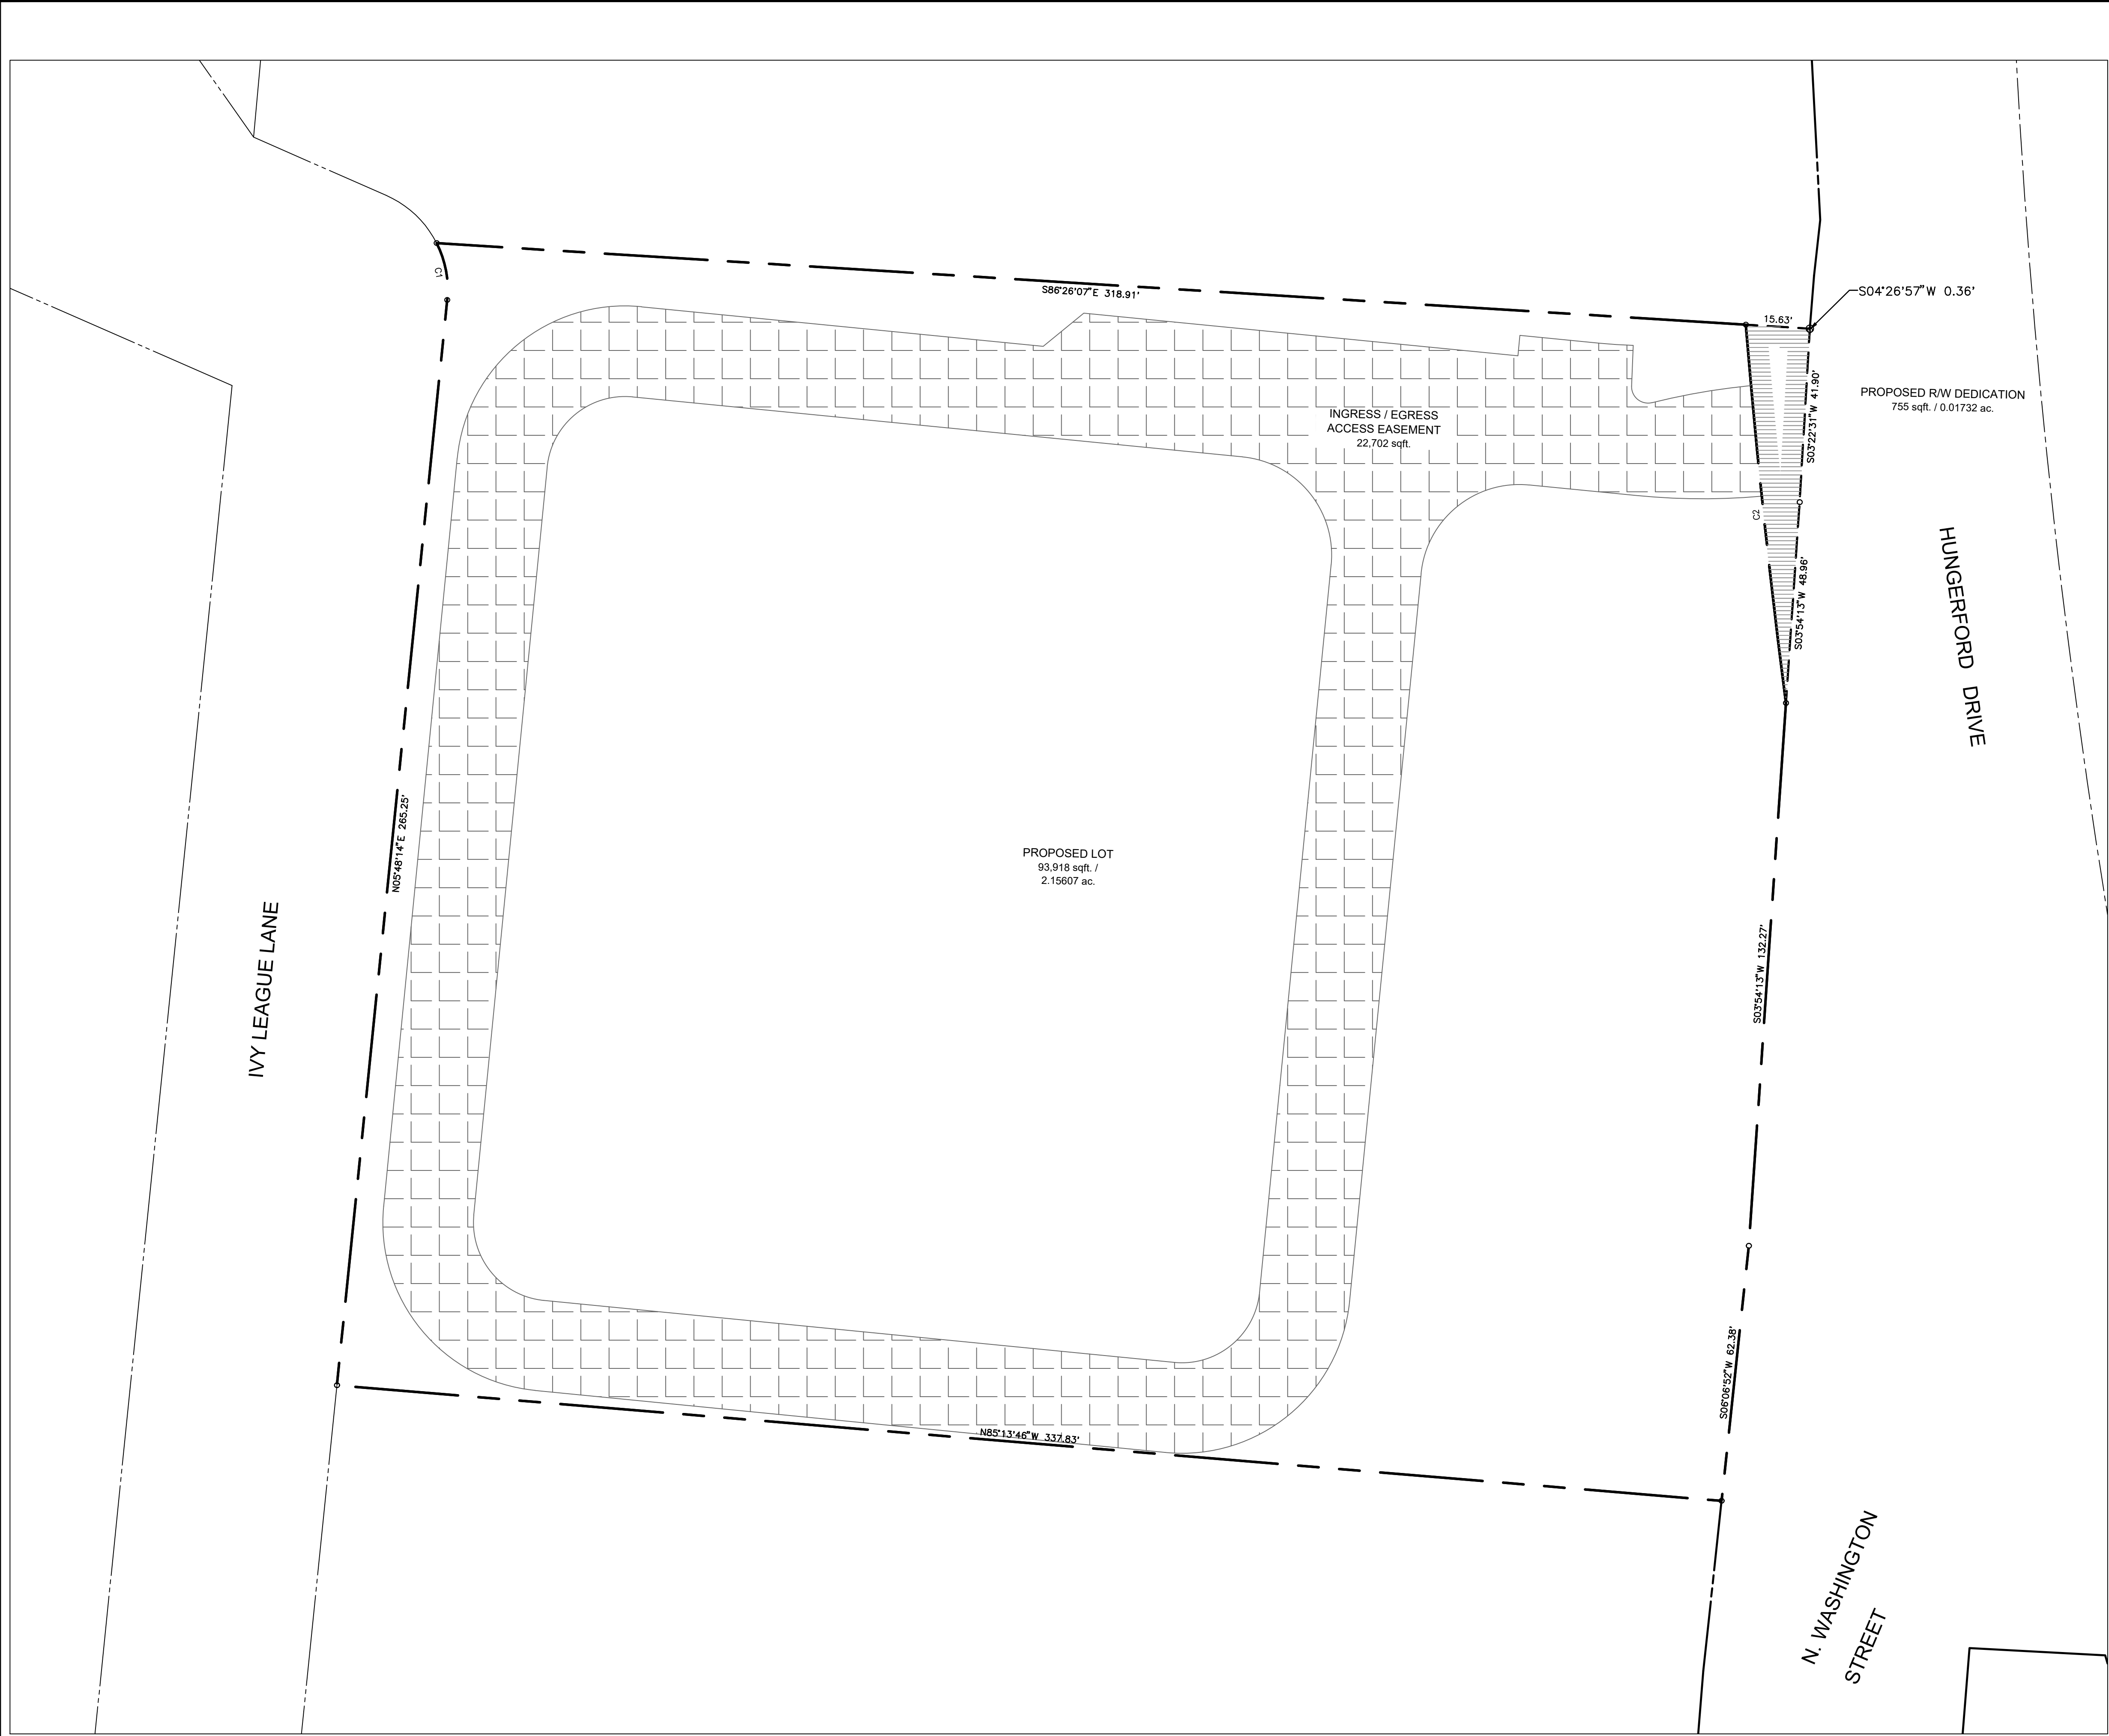 C1
S86°26'07"E 318.91'
15.63'
S04°26'57"W 0.36'
S03°22'31"W 41.90'
PROPOSED R/W DEDICATION
755 sqft. / 0.01732 ac.
INGRESS / EGRESS
ACCESS EASEMENT
22,702 sqft.
C2
S03°54'13"W 48.96'
HUNGERFORD DRIVE
N05°48'14"E 265.25'
PROPOSED LOT
93,918 sqft. /
2.15607 ac.
IVY LEAGUE LANE
S03°54'13"W 132.27'
S06°06'52"W 62.38'
N85°13'46"W 337.83'
N. WASHINGTON
STREET